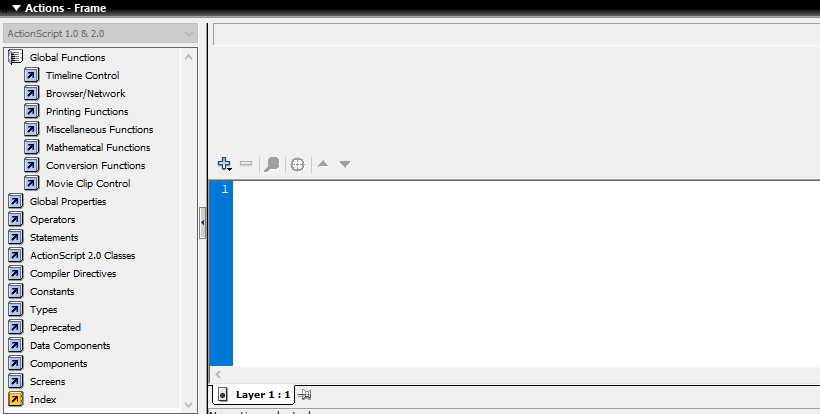 Actions - Frame
ActionScript 1.0 & 2.0
Global Functions
Timeline Control
Browser/Network
Printing Functions
Miscellaneous Functions
Mathematical Functions
Conversion Functions
Movie Clip Control
Global Properties
Operators
Statements
ActionScript 2.0 Classes
Compiler Directives
Constants
Types
Deprecated
Data Components
Components
Screens
Index
1
Layer 1 : 1